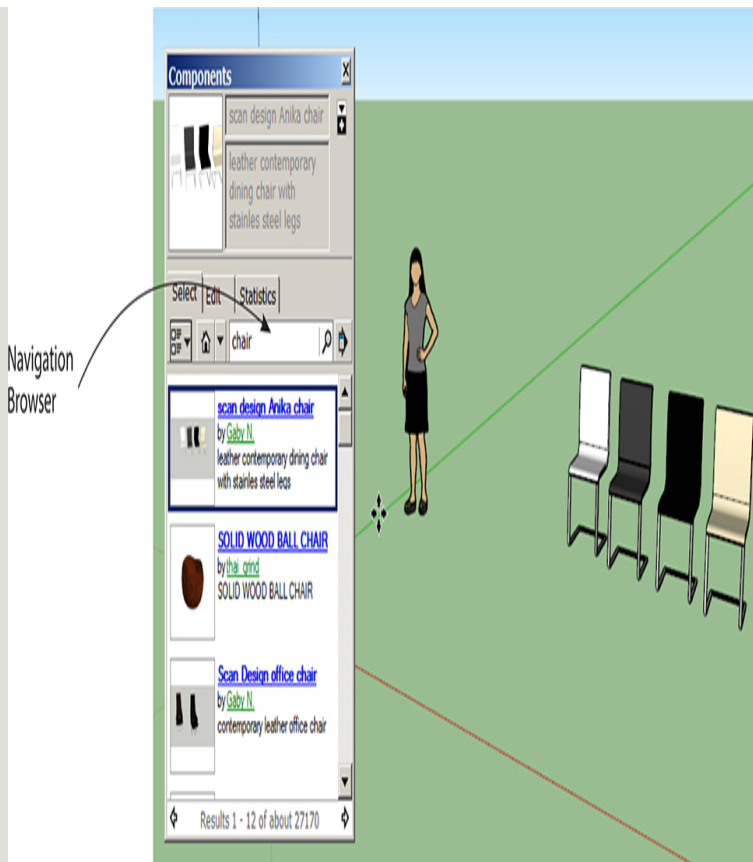 Components
scan design Anika chair
leather contemporary
dining chair with
stainles steel legs
Select Edit Statistics
chair
Navigation
Browser
scan design Anika chair
by Gaby N.
leather contemporary dining chair
with stainles steel legs
SOLID WOOD BALL CHAIR
by thai_grind
SOLID WOOD BALL CHAIR
Scan Design office chair
by Gaby N.
contemporary leather office chair
Results 1 - 12 of about 27170